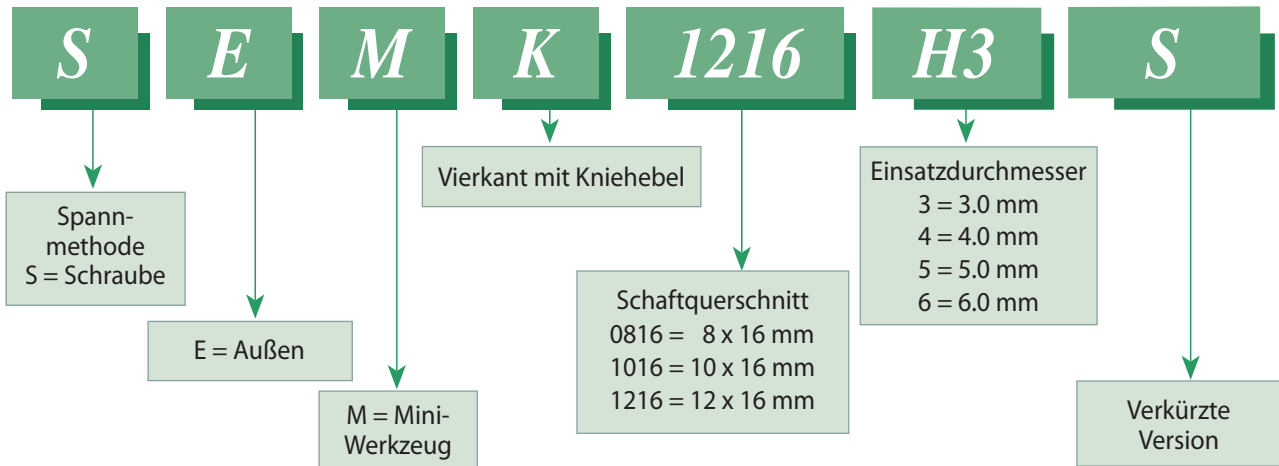 S E M K 1216 H3 S
Spann-
methode
S = Schraube
E = Außen
M = Mini-
Werkzeug
Vierkant mit Kniehebel
Schaftquerschnitt
0816 = 8 x 16 mm
1016 = 10 x 16 mm
1216 = 12 x 16 mm
Einsatzdurchmesser
3 = 3.0 mm
4 = 4.0 mm
5 = 5.0 mm
6 = 6.0 mm
Verkürzte
Version